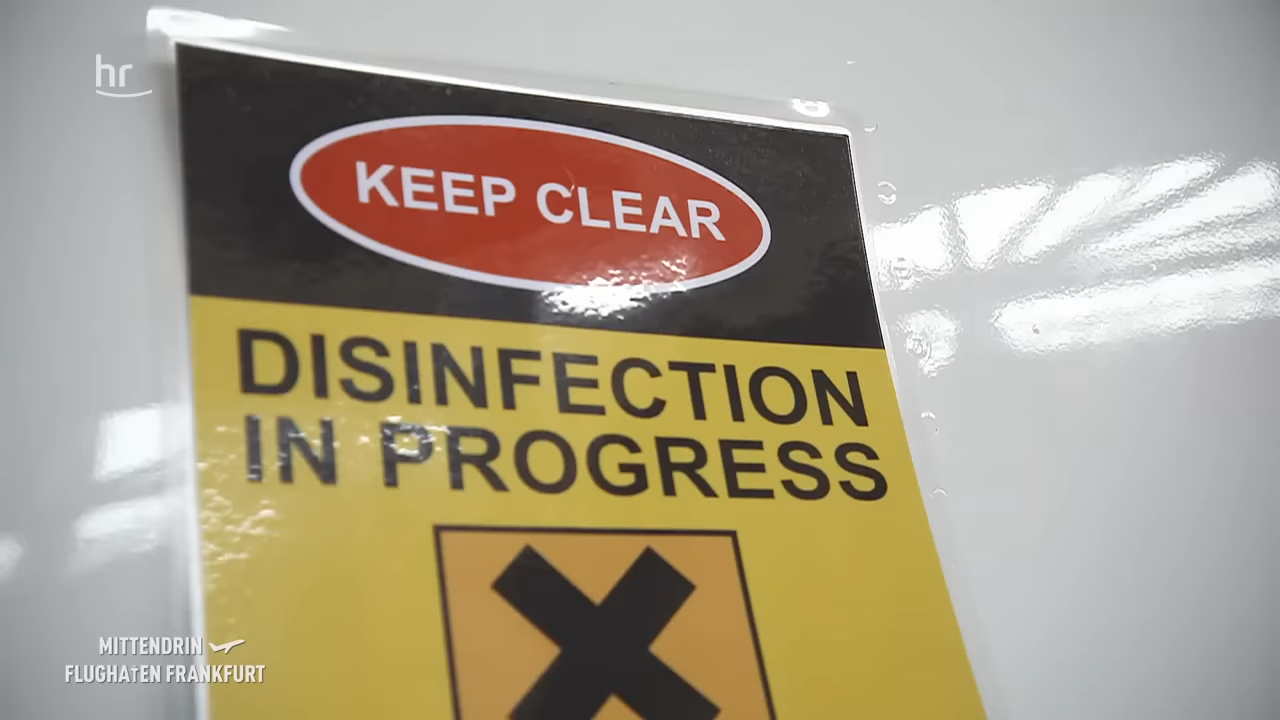 hr
KEEP CLEAR
DISINFECTION
IN PROGRESS
MITTENDRIN
FLUGHAFEN FRANKFURT